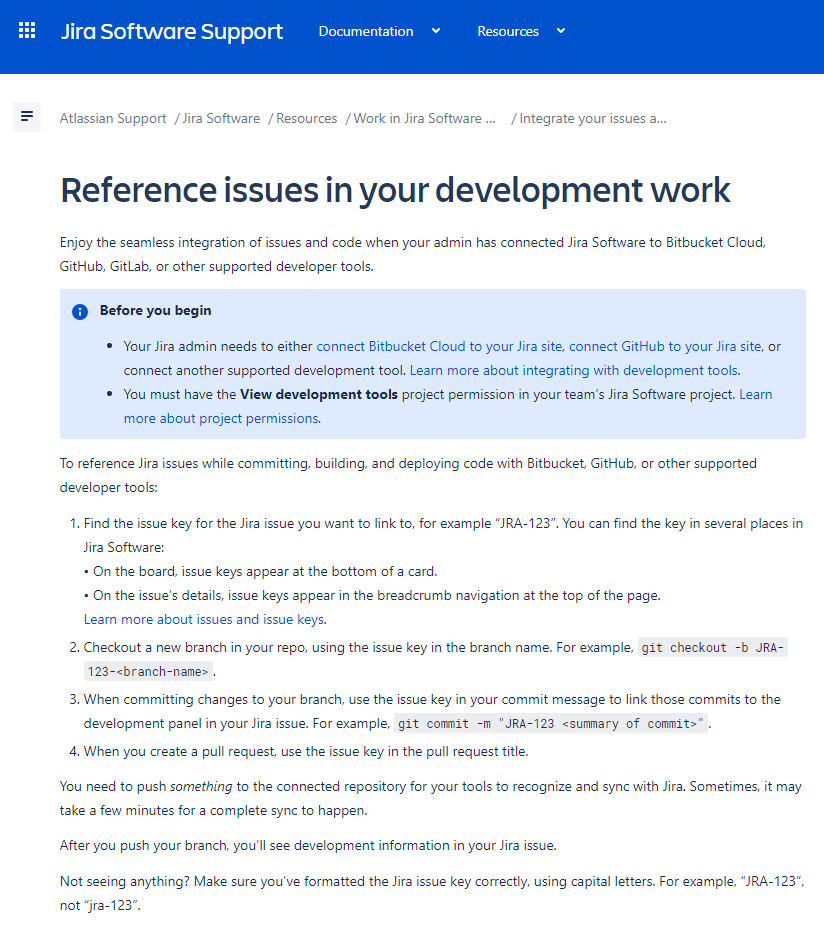 Jira Software Support Documentation Resources
Atlassian Support / Jira Software / Resources / Work in Jira Software ... / Integrate your issues a...
Reference issues in your development work
Enjoy the seamless integration of issues and code when your admin has connected Jira Software to Bitbucket Cloud,
GitHub, GitLab, or other supported developer tools.
Before you begin
• Your Jira admin needs to either connect Bitbucket Cloud to your Jira site, connect GitHub to your Jira site, or
connect another supported development tool. Learn more about integrating with development tools.
• You must have the View development tools project permission in your team’s Jira Software project. Learn
more about project permissions.
To reference Jira issues while committing, building, and deploying code with Bitbucket, GitHub, or other supported
developer tools:
1. Find the issue key for the Jira issue you want to link to, for example “JRA-123”. You can find the key in several places in
Jira Software:
• On the board, issue keys appear at the bottom of a card.
• On the issue’s details, issue keys appear in the breadcrumb navigation at the top of the page.
Learn more about issues and issue keys.
2. Checkout a new branch in your repo, using the issue key in the branch name. For example, git checkout -b JRA-
123-<branch-name>.
3. When committing changes to your branch, use the issue key in your commit message to link those commits to the
development panel in your Jira issue. For example, git commit -m "JRA-123 <summary of commit>".
4. When you create a pull request, use the issue key in the pull request title.
You need to push something to the connected repository for your tools to recognize and sync with Jira. Sometimes, it may
take a few minutes for a complete sync to happen.
After you push your branch, you’ll see development information in your Jira issue.
Not seeing anything? Make sure you’ve formatted the Jira issue key correctly, using capital letters. For example, “JRA-123”,
not “jra-123”.